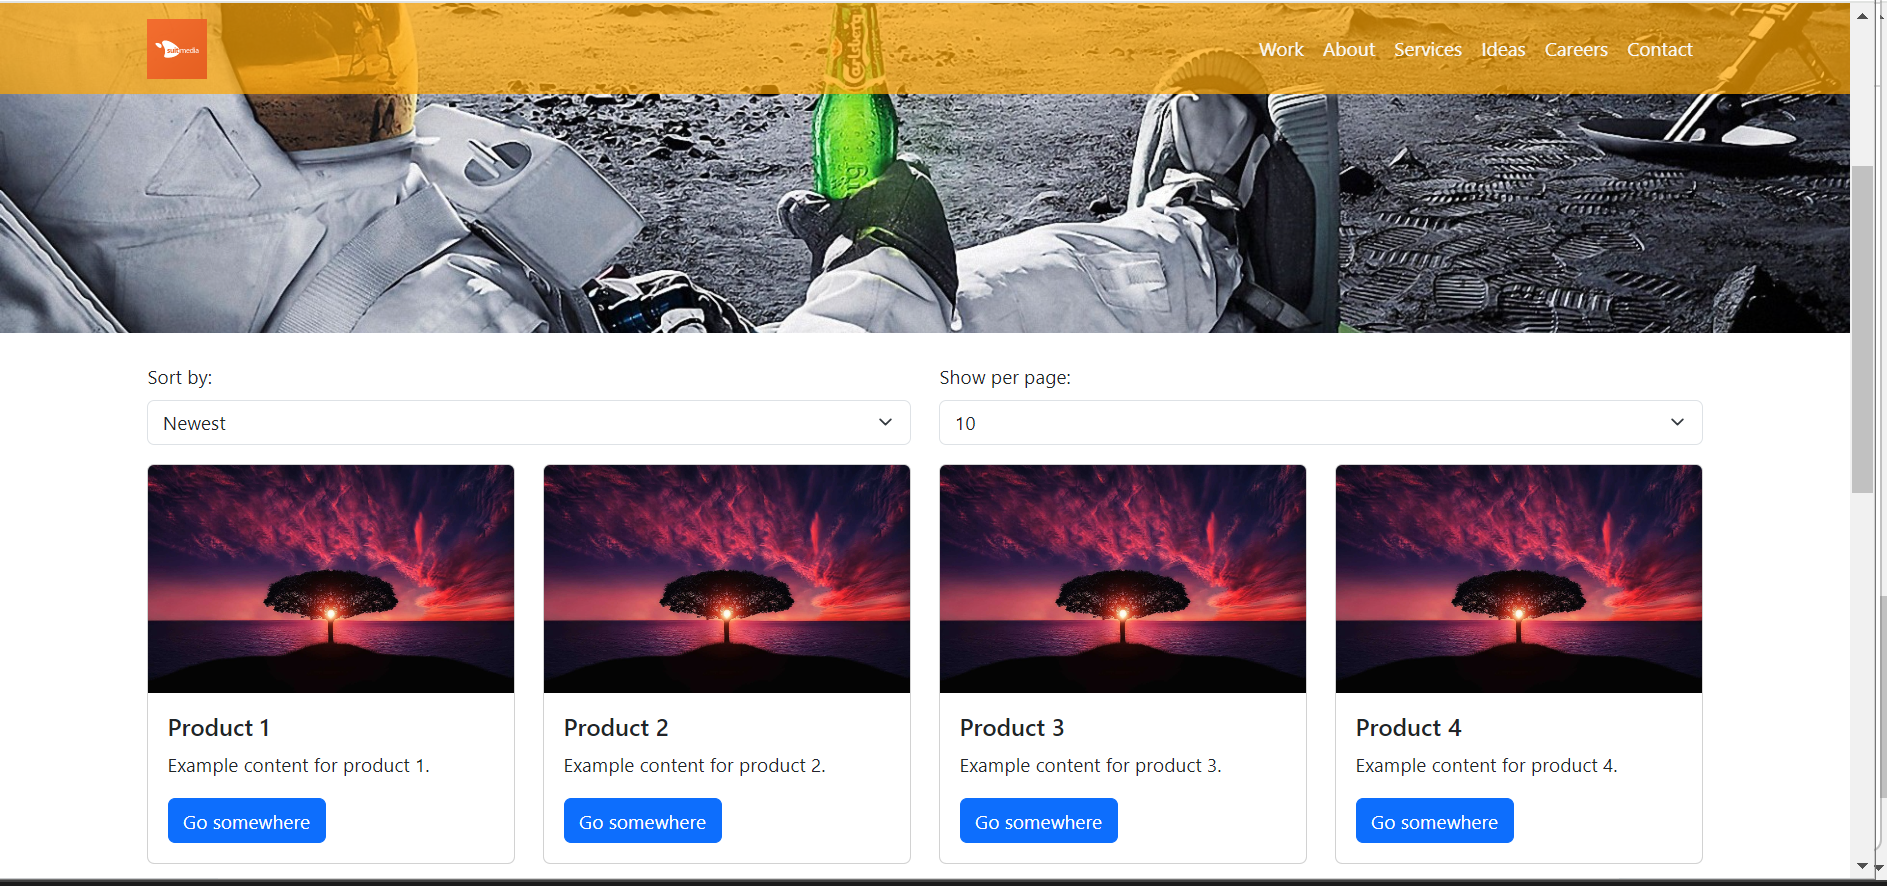 suitmedia
Work About Services Ideas Careers Contact
Sort by: Show per page:
Newest 10
Product 1 Product 2 Product 3 Product 4
Example content for product 1. Example content for product 2. Example content for product 3. Example content for product 4.
Go somewhere Go somewhere Go somewhere Go somewhere